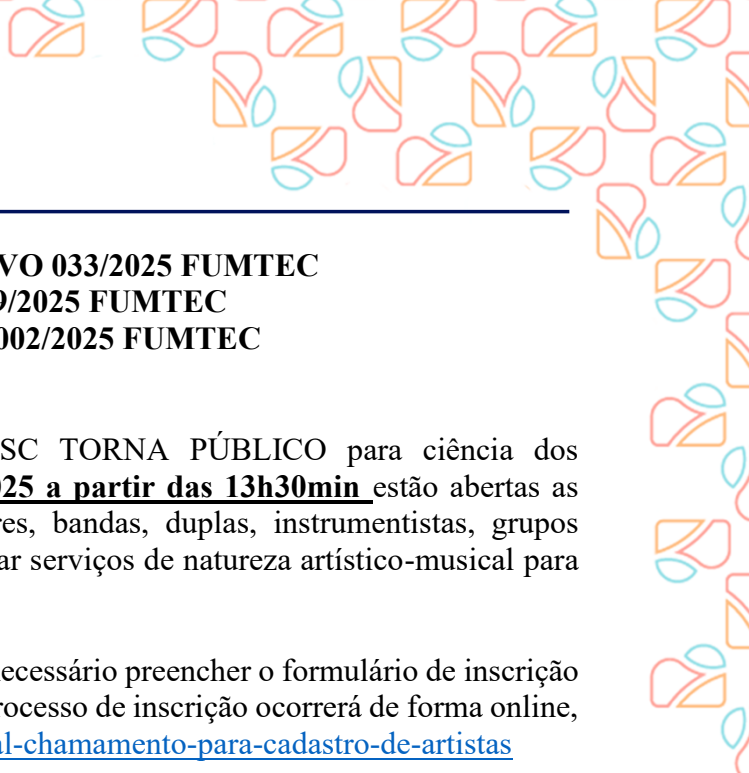 VO 033/2025 FUMTEC
9/2025 FUMTEC
002/2025 FUMTEC
SC TORNA PÚBLICO para ciência dos
025 a partir das 13h30min estão abertas as
res, bandas, duplas, instrumentistas, grupos
ar serviços de natureza artístico-musical para
necessário preencher o formulário de inscrição
rocesso de inscrição ocorrerá de forma online,
al-chamamento-para-cadastro-de-artistas